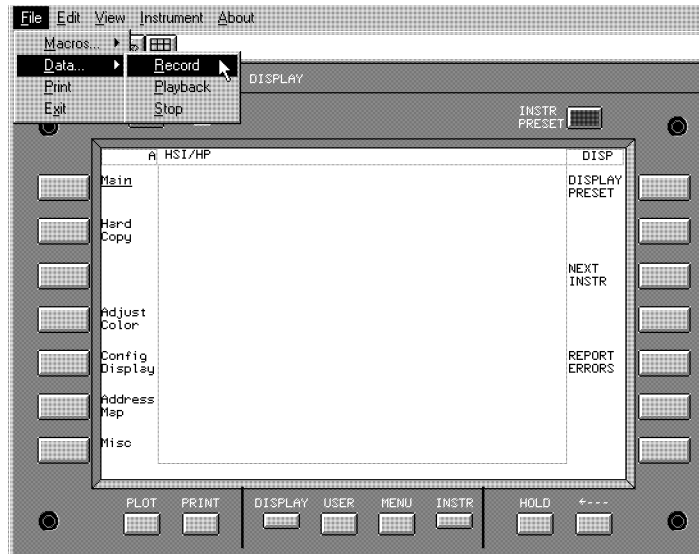 File Edit View Instrument About
Macros...
Data...
Print
Exit
Record
Playback
Stop
DISPLAY
INSTR
PRESET
A HSI/HP
DISP
Main
Hard
Copy
Adjust
Color
Config
Display
Address
Map
Misc
DISPLAY
PRESET
NEXT
INSTR
REPORT
ERRORS
PLOT PRINT DISPLAY USER MENU INSTR HOLD ←---